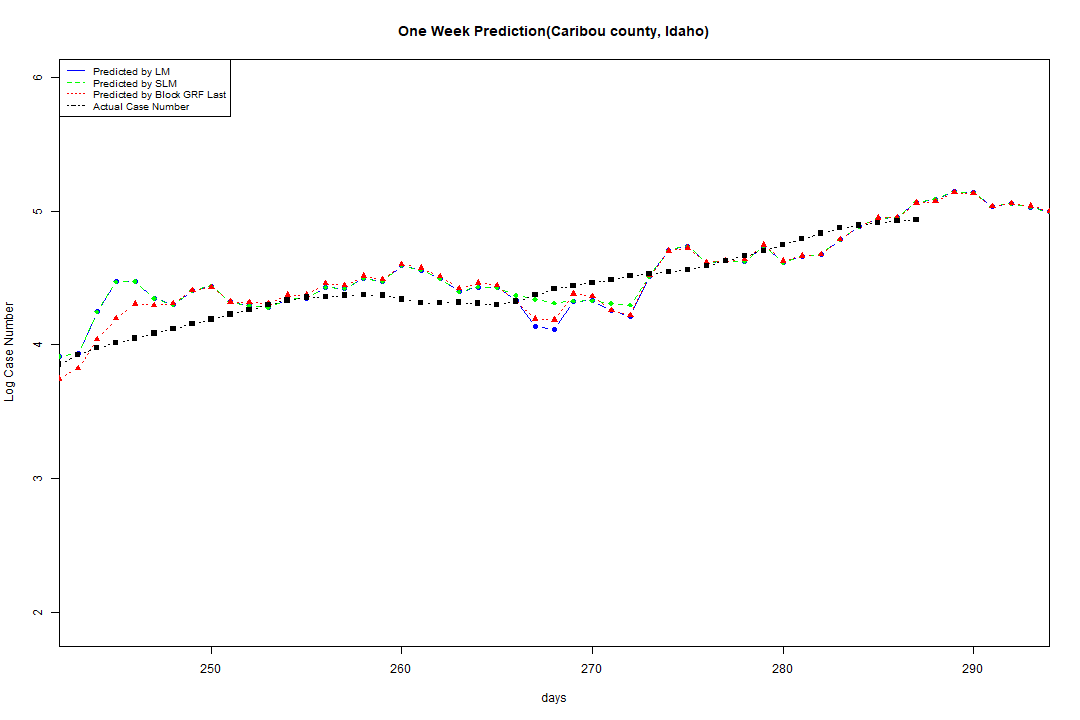 One Week Prediction(Caribou county, Idaho)
Predicted by LM
Predicted by SLM
Predicted by Block GRF Last
Actual Case Number
Log Case Number
6
5
4
3
2
250 260 270 280 290
days